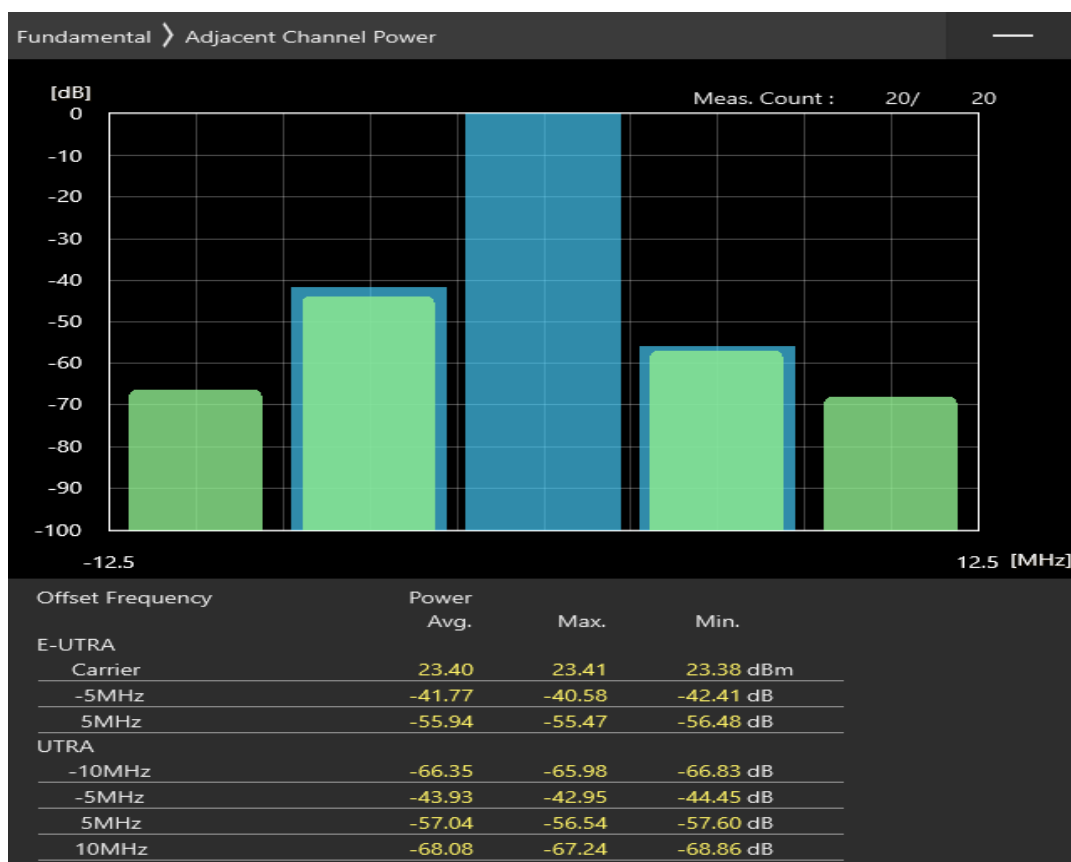 Fundamental ❯ Adjacent Channel Power
[dB]
Meas. Count : 20/ 20
0
-10
-20
-30
-40
-50
-60
-70
-80
-90
-100
-12.5 12.5 [MHz]
Offset Frequency Power
Avg. Max. Min.
E-UTRA
Carrier 23.40 23.41 23.38 dBm
-5MHz -41.77 -40.58 -42.41 dB
5MHz -55.94 -55.47 -56.48 dB
UTRA
-10MHz -66.35 -65.98 -66.83 dB
-5MHz -43.93 -42.95 -44.45 dB
5MHz -57.04 -56.54 -57.60 dB
10MHz -68.08 -67.24 -68.86 dB